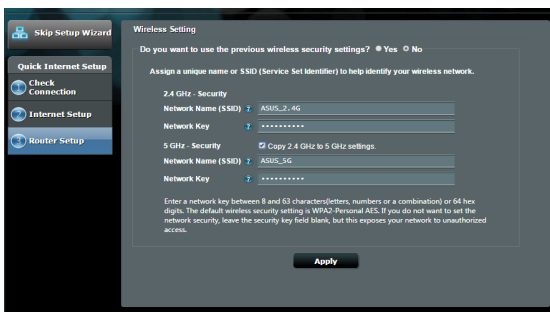 Skip Setup Wizard
Quick Internet Setup
1 Check
Connection
2 Internet Setup
3 Router Setup
Wireless Setting
Do you want to use the previous wireless security settings? Yes No
Assign a unique name or SSID (Service Set Identifier) to help identify your wireless network.
2.4 GHz - Security
Network Name (SSID) ? ASUS_2.4G
Network Key ? ••••••••••
5 GHz - Security Copy 2.4 GHz to 5 GHz settings.
Network Name (SSID) ? ASUS_5G
Network Key ? ••••••••••
Enter a network key between 8 and 63 characters(letters, numbers or a combination) or 64 hex
digits. The default wireless security setting is WPA2-Personal AES. If you do not want to set the
network security, leave the security key field blank, but this exposes your network to unauthorized
access.
Apply